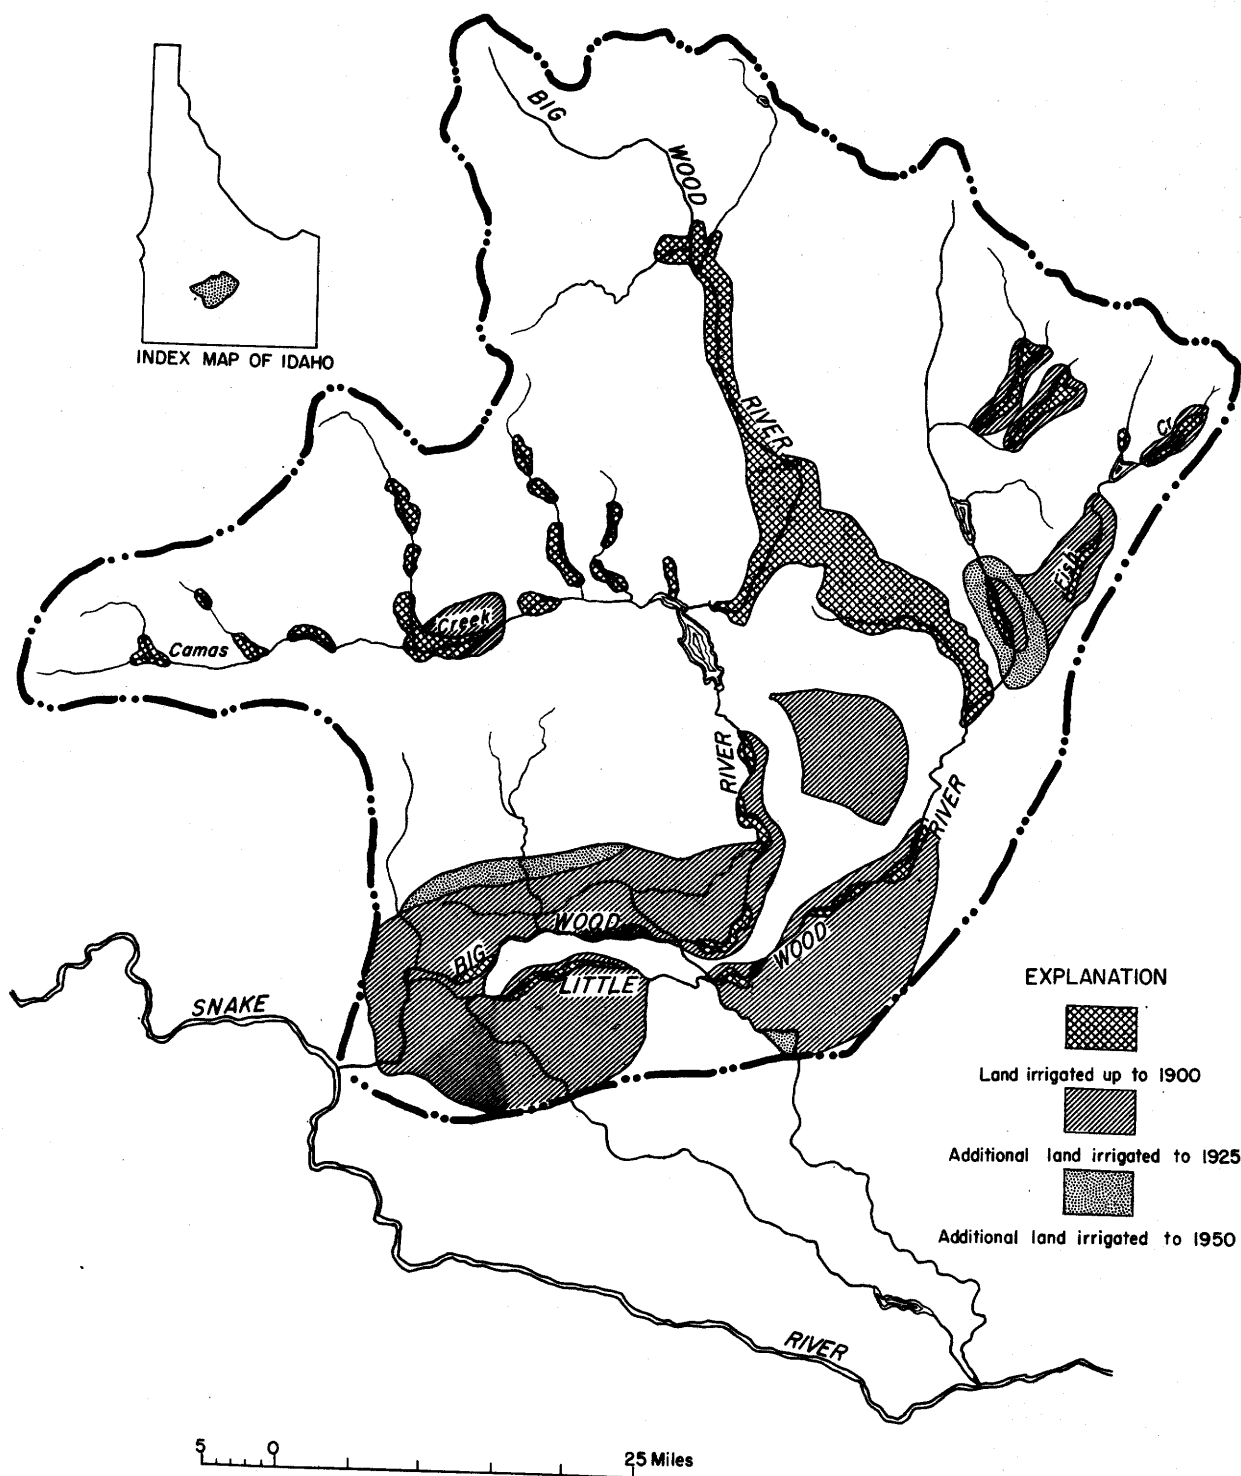 BIG
WOOD
INDEX MAP OF IDAHO
RIVER
Cr
Fish
Creek
Camas
RIVER
RIVER
WOOD
BIG
WOOD
LITTLE
SNAKE
EXPLANATION
Land irrigated up to 1900
Additional land irrigated to 1925
Additional land irrigated to 1950
RIVER
5 0 25 Miles